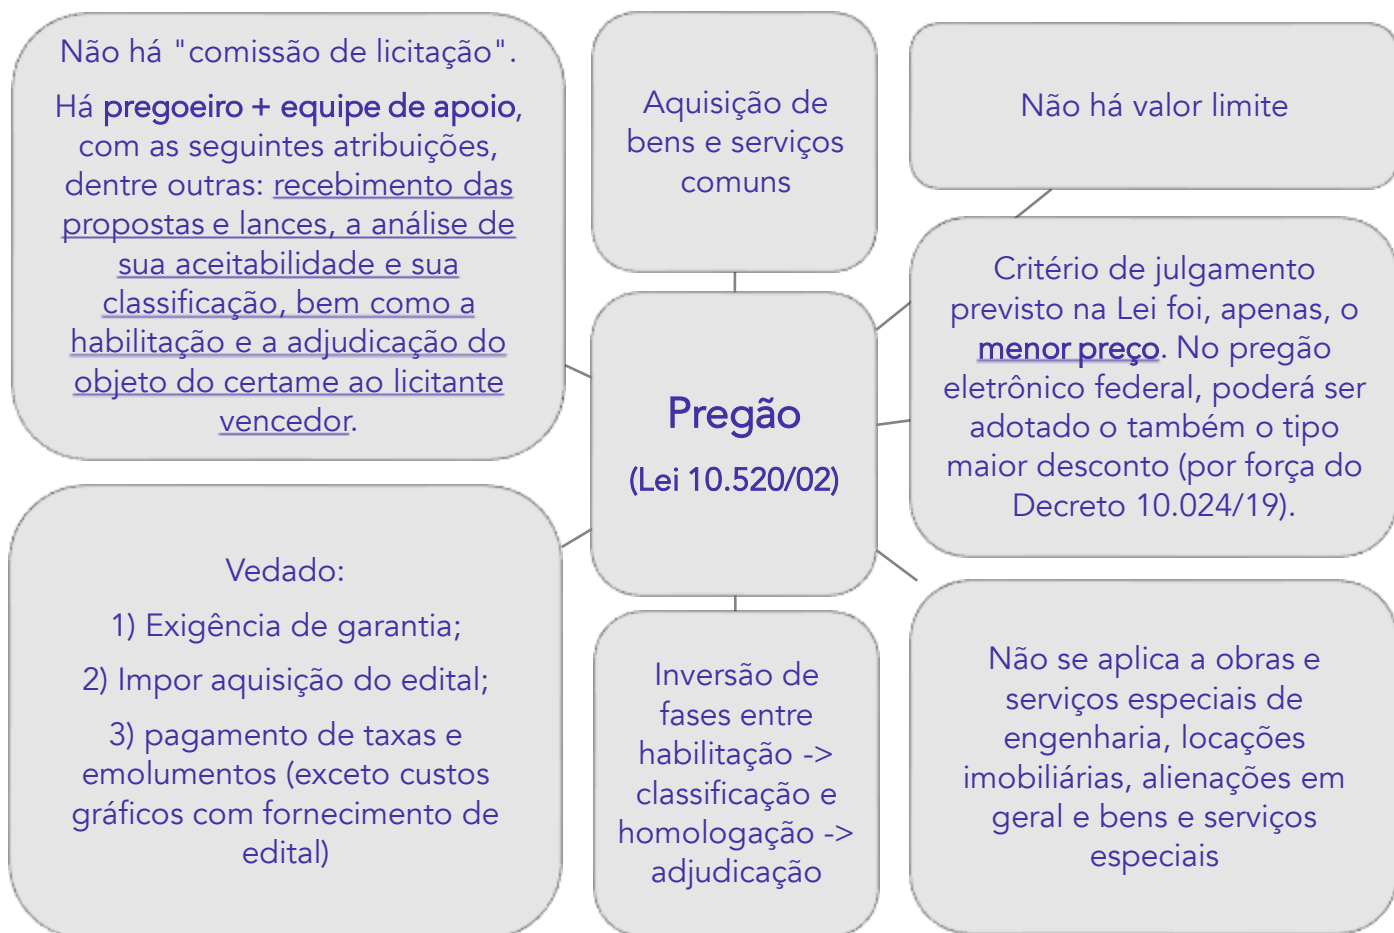 Não há "comissão de licitação".
Há pregoeiro + equipe de apoio,
com as seguintes atribuições,
dentre outras: recebimento das
propostas e lances, a análise de
sua aceitabilidade e sua
classificação, bem como a
habilitação e a adjudicação do
objeto do certame ao licitante
vencedor.
Aquisição de
bens e serviços
comuns
Não há valor limite
Critério de julgamento
previsto na Lei foi, apenas, o
menor preço. No pregão
eletrônico federal, poderá ser
adotado o também o tipo
maior desconto (por força do
Decreto 10.024/19).
Pregão
(Lei 10.520/02)
Vedado:
1) Exigência de garantia;
2) Impor aquisição do edital;
3) pagamento de taxas e
emolumentos (exceto custos
gráficos com fornecimento de
edital)
Inversão de
fases entre
habilitação ->
classificação e
homologação ->
adjudicação
Não se aplica a obras e
serviços especiais de
engenharia, locações
imobiliárias, alienações em
geral e bens e serviços
especiais